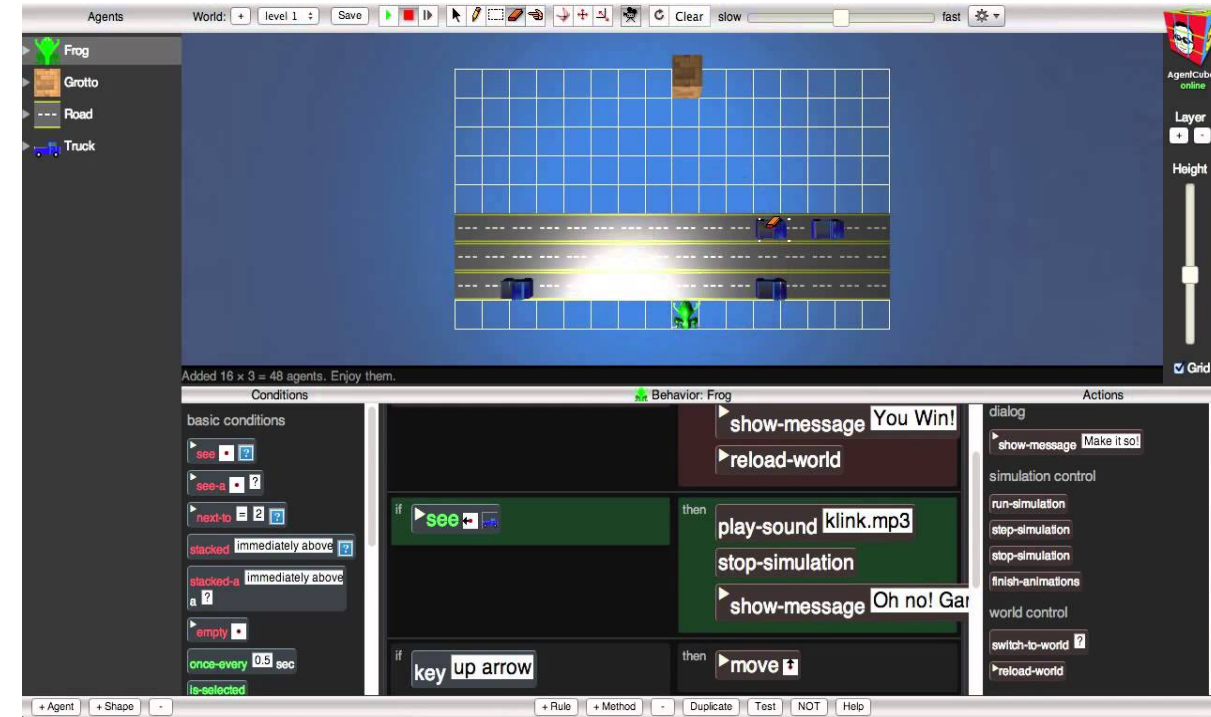 Agents
World: + level 1 Save Clear slow fast
Frog
Grotto
Road
Truck
AgentCube
online
Layer
+ -
Height
Grid
Added 16 × 3 = 48 agents. Enjoy them.
Conditions
basic conditions
see ?
see-a ?
next-to = 2 ?
stacked immediately above ?
stacked-a immediately above
a ?
empty
once-every 0.5 sec
is-selected
Behavior: Frog
show-message You Win!
reload-world
if see
then
play-sound klink.mp3
stop-simulation
show-message Oh no! Gar
if key up arrow
then move
Actions
dialog
show-message Make it so!
simulation control
run-simulation
step-simulation
stop-simulation
finish-animations
world control
switch-to-world ?
reload-world
+ Agent + Shape - + Rule + Method - Duplicate Test NOT Help